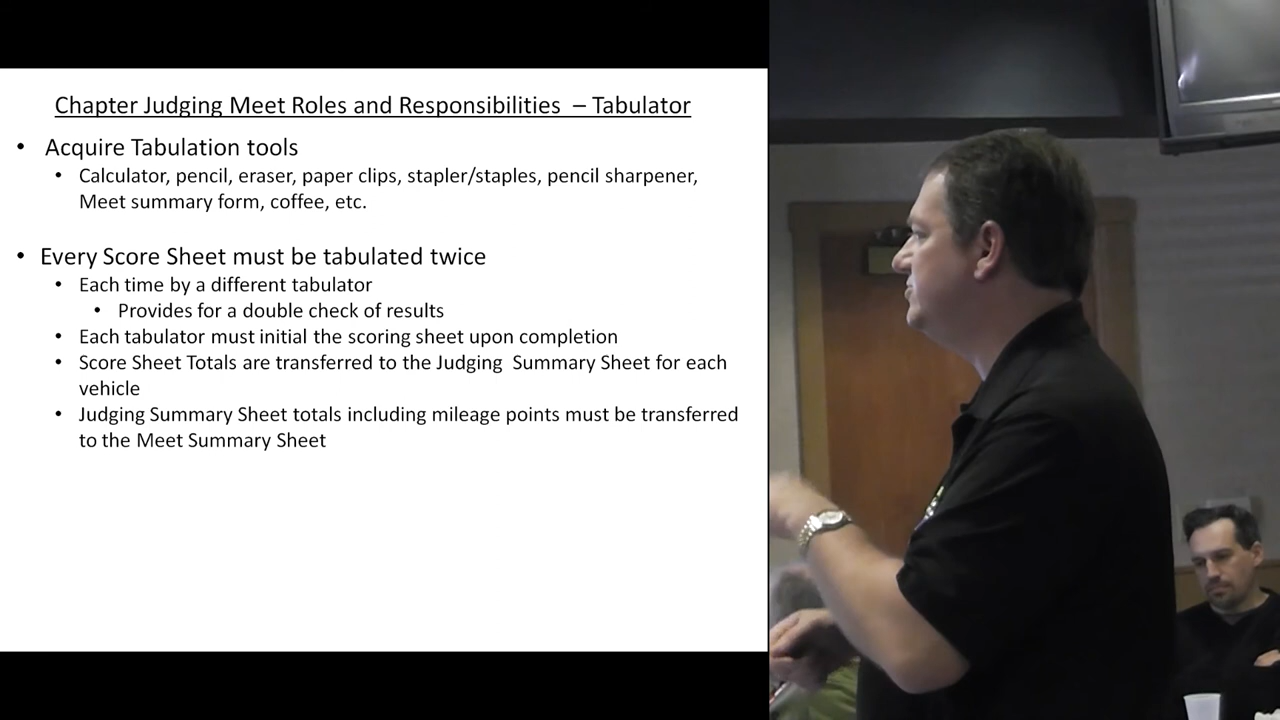 Chapter Judging Meet Roles and Responsibilities – Tabulator
• Acquire Tabulation tools
• Calculator, pencil, eraser, paper clips, stapler/staples, pencil sharpener,
Meet summary form, coffee, etc.
• Every Score Sheet must be tabulated twice
• Each time by a different tabulator
• Provides for a double check of results
• Each tabulator must initial the scoring sheet upon completion
• Score Sheet Totals are transferred to the Judging Summary Sheet for each
vehicle
• Judging Summary Sheet totals including mileage points must be transferred
to the Meet Summary Sheet